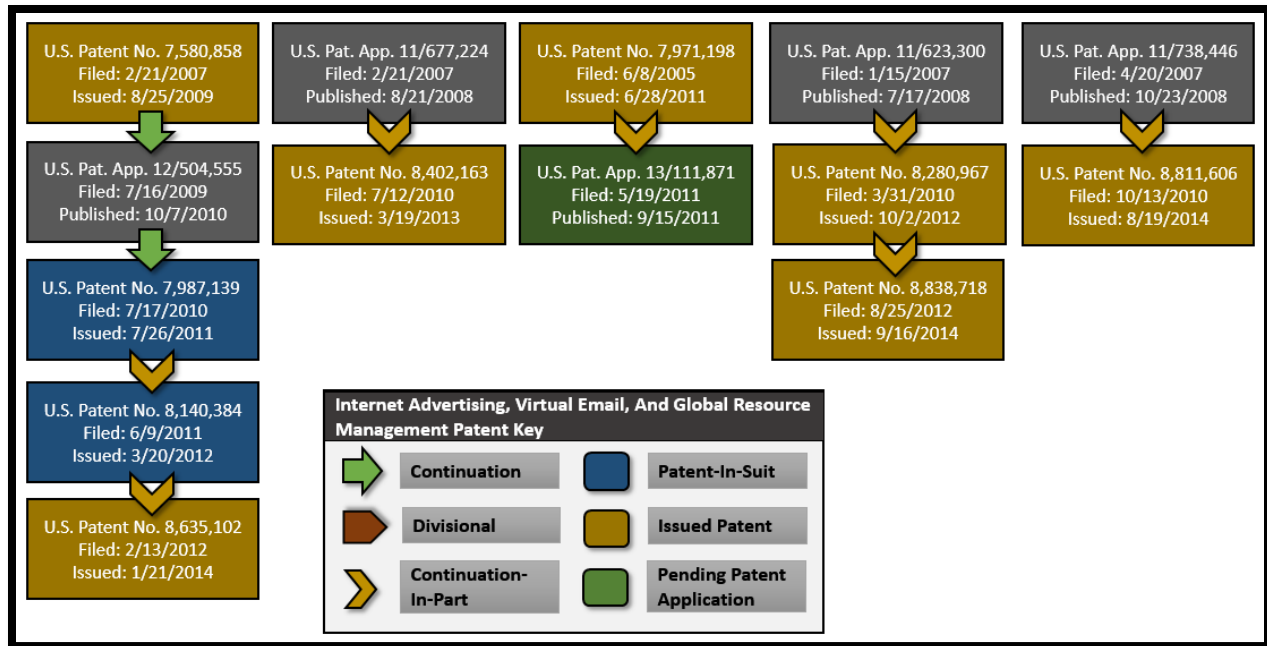 U.S. Patent No. 7,580,858
Filed: 2/21/2007
Issued: 8/25/2009
U.S. Pat. App. 12/504,555
Filed: 7/16/2009
Published: 10/7/2010
U.S. Patent No. 7,987,139
Filed: 7/17/2010
Issued: 7/26/2011
U.S. Patent No. 8,140,384
Filed: 6/9/2011
Issued: 3/20/2012
U.S. Patent No. 8,635,102
Filed: 2/13/2012
Issued: 1/21/2014
U.S. Pat. App. 11/677,224
Filed: 2/21/2007
Published: 8/21/2008
U.S. Patent No. 8,402,163
Filed: 7/12/2010
Issued: 3/19/2013
U.S. Patent No. 7,971,198
Filed: 6/8/2005
Issued: 6/28/2011
U.S. Pat. App. 13/111,871
Filed: 5/19/2011
Published: 9/15/2011
U.S. Pat. App. 11/623,300
Filed: 1/15/2007
Published: 7/17/2008
U.S. Patent No. 8,280,967
Filed: 3/31/2010
Issued: 10/2/2012
U.S. Patent No. 8,838,718
Filed: 8/25/2012
Issued: 9/16/2014
U.S. Pat. App. 11/738,446
Filed: 4/20/2007
Published: 10/23/2008
U.S. Patent No. 8,811,606
Filed: 10/13/2010
Issued: 8/19/2014
Internet Advertising, Virtual Email, And Global Resource
Management Patent Key
Continuation
Patent-In-Suit
Divisional
Issued Patent
Continuation-
In-Part
Pending Patent
Application